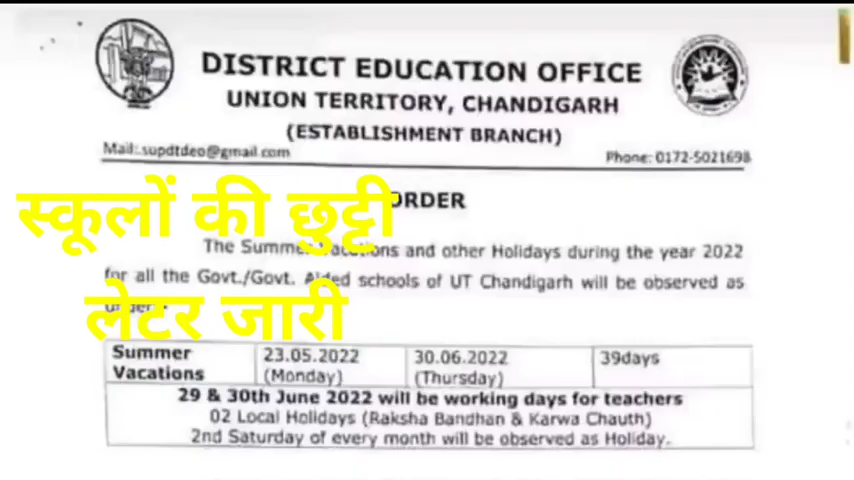 DISTRICT EDUCATION OFFICE
UNION TERRITORY, CHANDIGARH
(ESTABLISHMENT BRANCH)
Mail:.supdtdeo@gmail.com Phone: 0172-5021698
ORDER
स्कूलों की छुट्टी
The Summer Vacations and other Holidays during the year 2022
for all the Govt./Govt. Aided schools of UT Chandigarh will be observed as
under:-
लेटर जारी
Summer Vacations 23.05.2022 (Monday) 30.06.2022 (Thursday) 39days
29 & 30th June 2022 will be working days for teachers
02 Local Holidays (Raksha Bandhan & Karwa Chauth)
2nd Saturday of every month will be observed as Holiday.